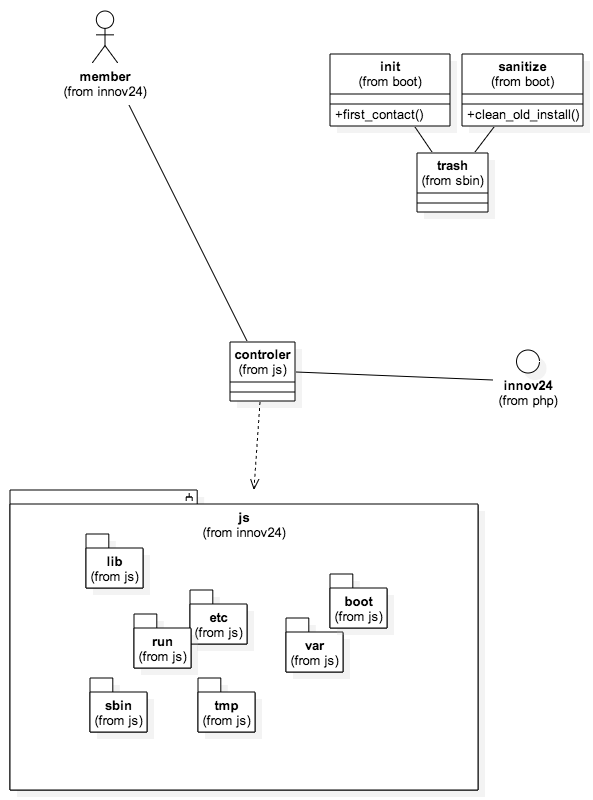 member
(from innov24)
init
(from boot)
+first_contact()
sanitize
(from boot)
+clean_old_install()
trash
(from sbin)
controler
(from js)
innov24
(from php)
js
(from innov24)
lib
(from js)
boot
(from js)
etc
(from js)
run
(from js)
var
(from js)
sbin
(from js)
tmp
(from js)